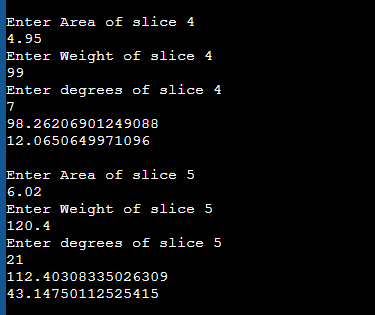 Enter Area of slice 4
4.95
Enter Weight of slice 4
99
Enter degrees of slice 4
7
98.26206901249088
12.0650649971096
Enter Area of slice 5
6.02
Enter Weight of slice 5
120.4
Enter degrees of slice 5
21
112.40308335026309
43.14750112525415